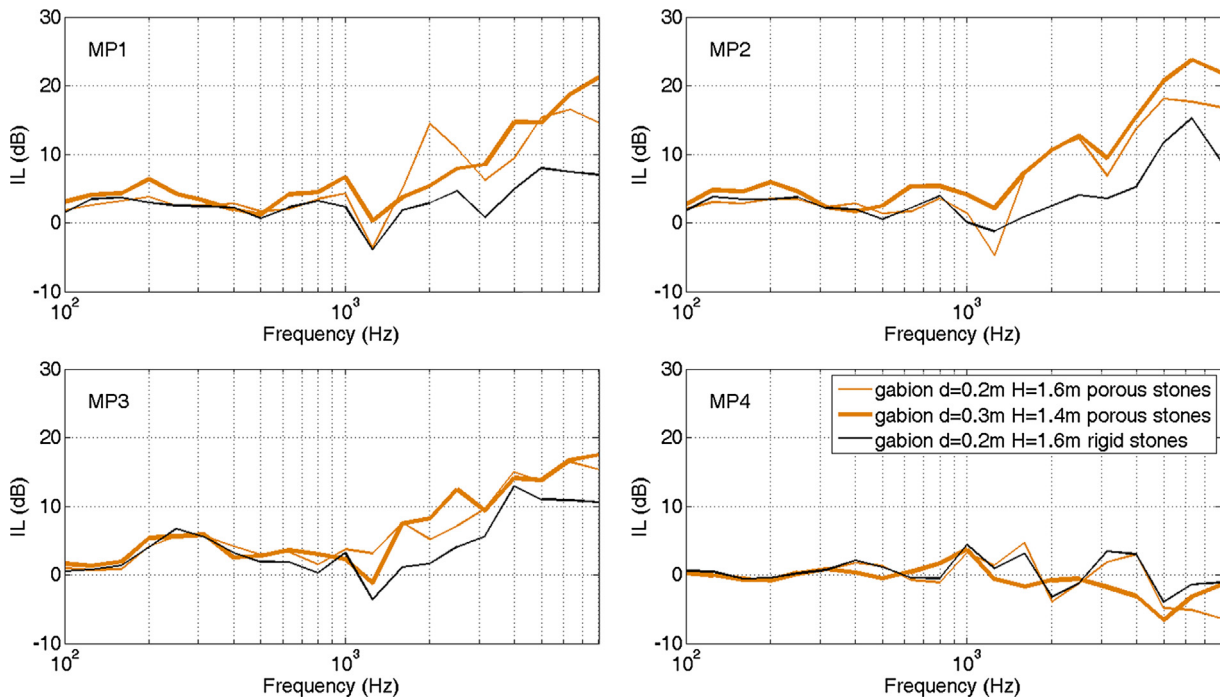 30
20
10
0
-10
IL (dB)
MP1
10²
10³
Frequency (Hz)
30
20
10
0
-10
IL (dB)
MP2
10²
10³
Frequency (Hz)
30
20
10
0
-10
IL (dB)
MP3
10²
10³
Frequency (Hz)
30
20
10
0
-10
IL (dB)
MP4
gabion d=0.2m H=1.6m porous stones
gabion d=0.3m H=1.4m porous stones
gabion d=0.2m H=1.6m rigid stones
10²
10³
Frequency (Hz)